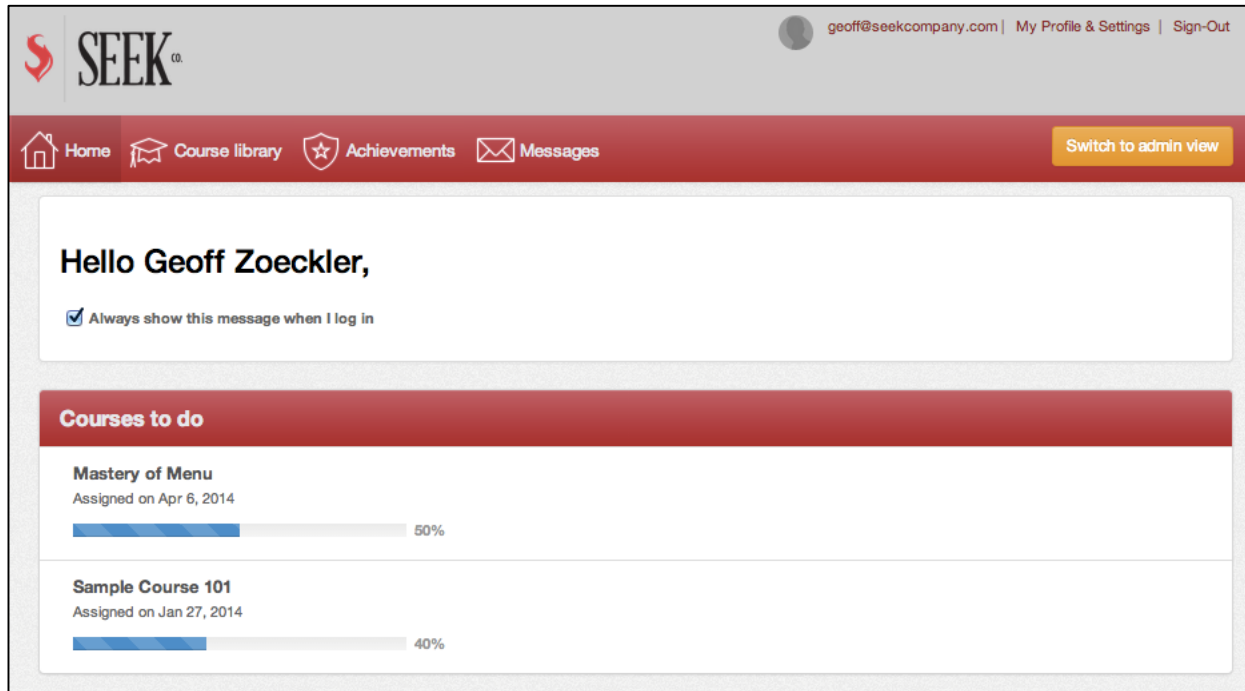 SEEK CO.
geoff@seekcompany.com | My Profile & Settings | Sign-Out
Home Course library Achievements Messages Switch to admin view
Hello Geoff Zoeckler,
Always show this message when I log in
Courses to do
Mastery of Menu
Assigned on Apr 6, 2014
50%
Sample Course 101
Assigned on Jan 27, 2014
40%